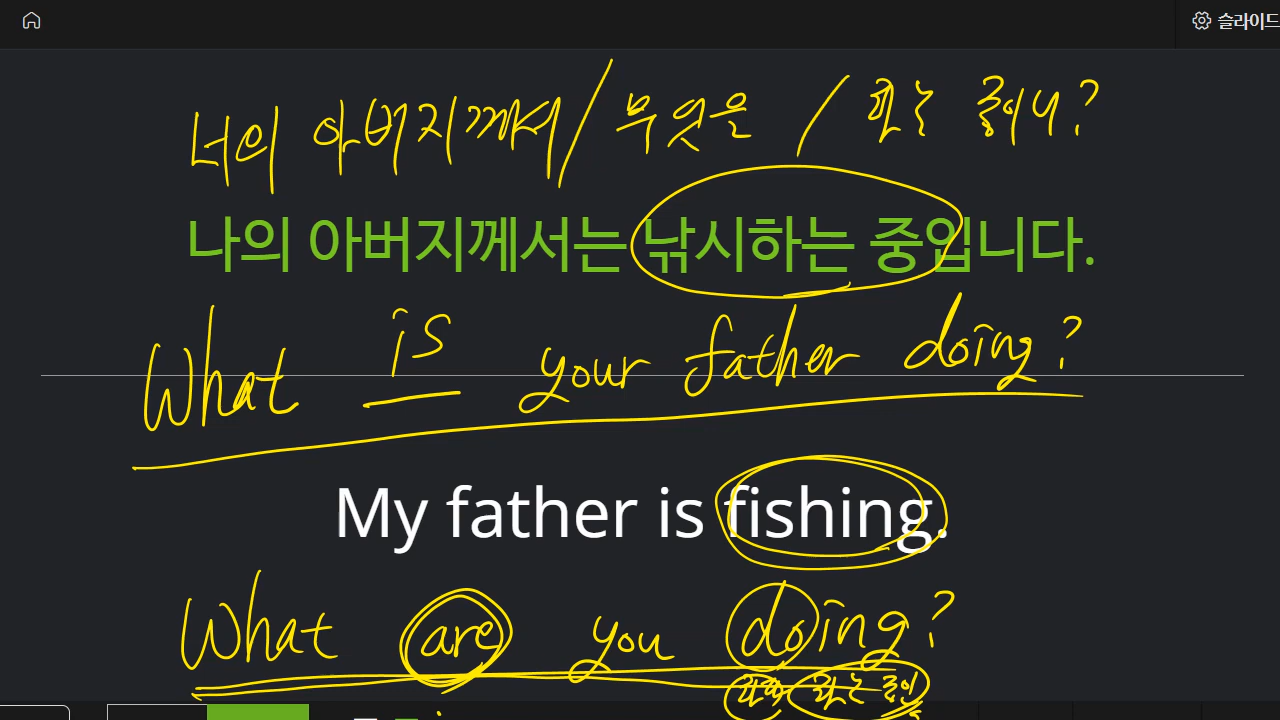 슬라이드
너의 아버지께서/무엇은/하는 중이니?
나의 아버지께서는 낚시하는 중입니다.
What is your father doing?
My father is fishing.
What are you doing?
하는 중인